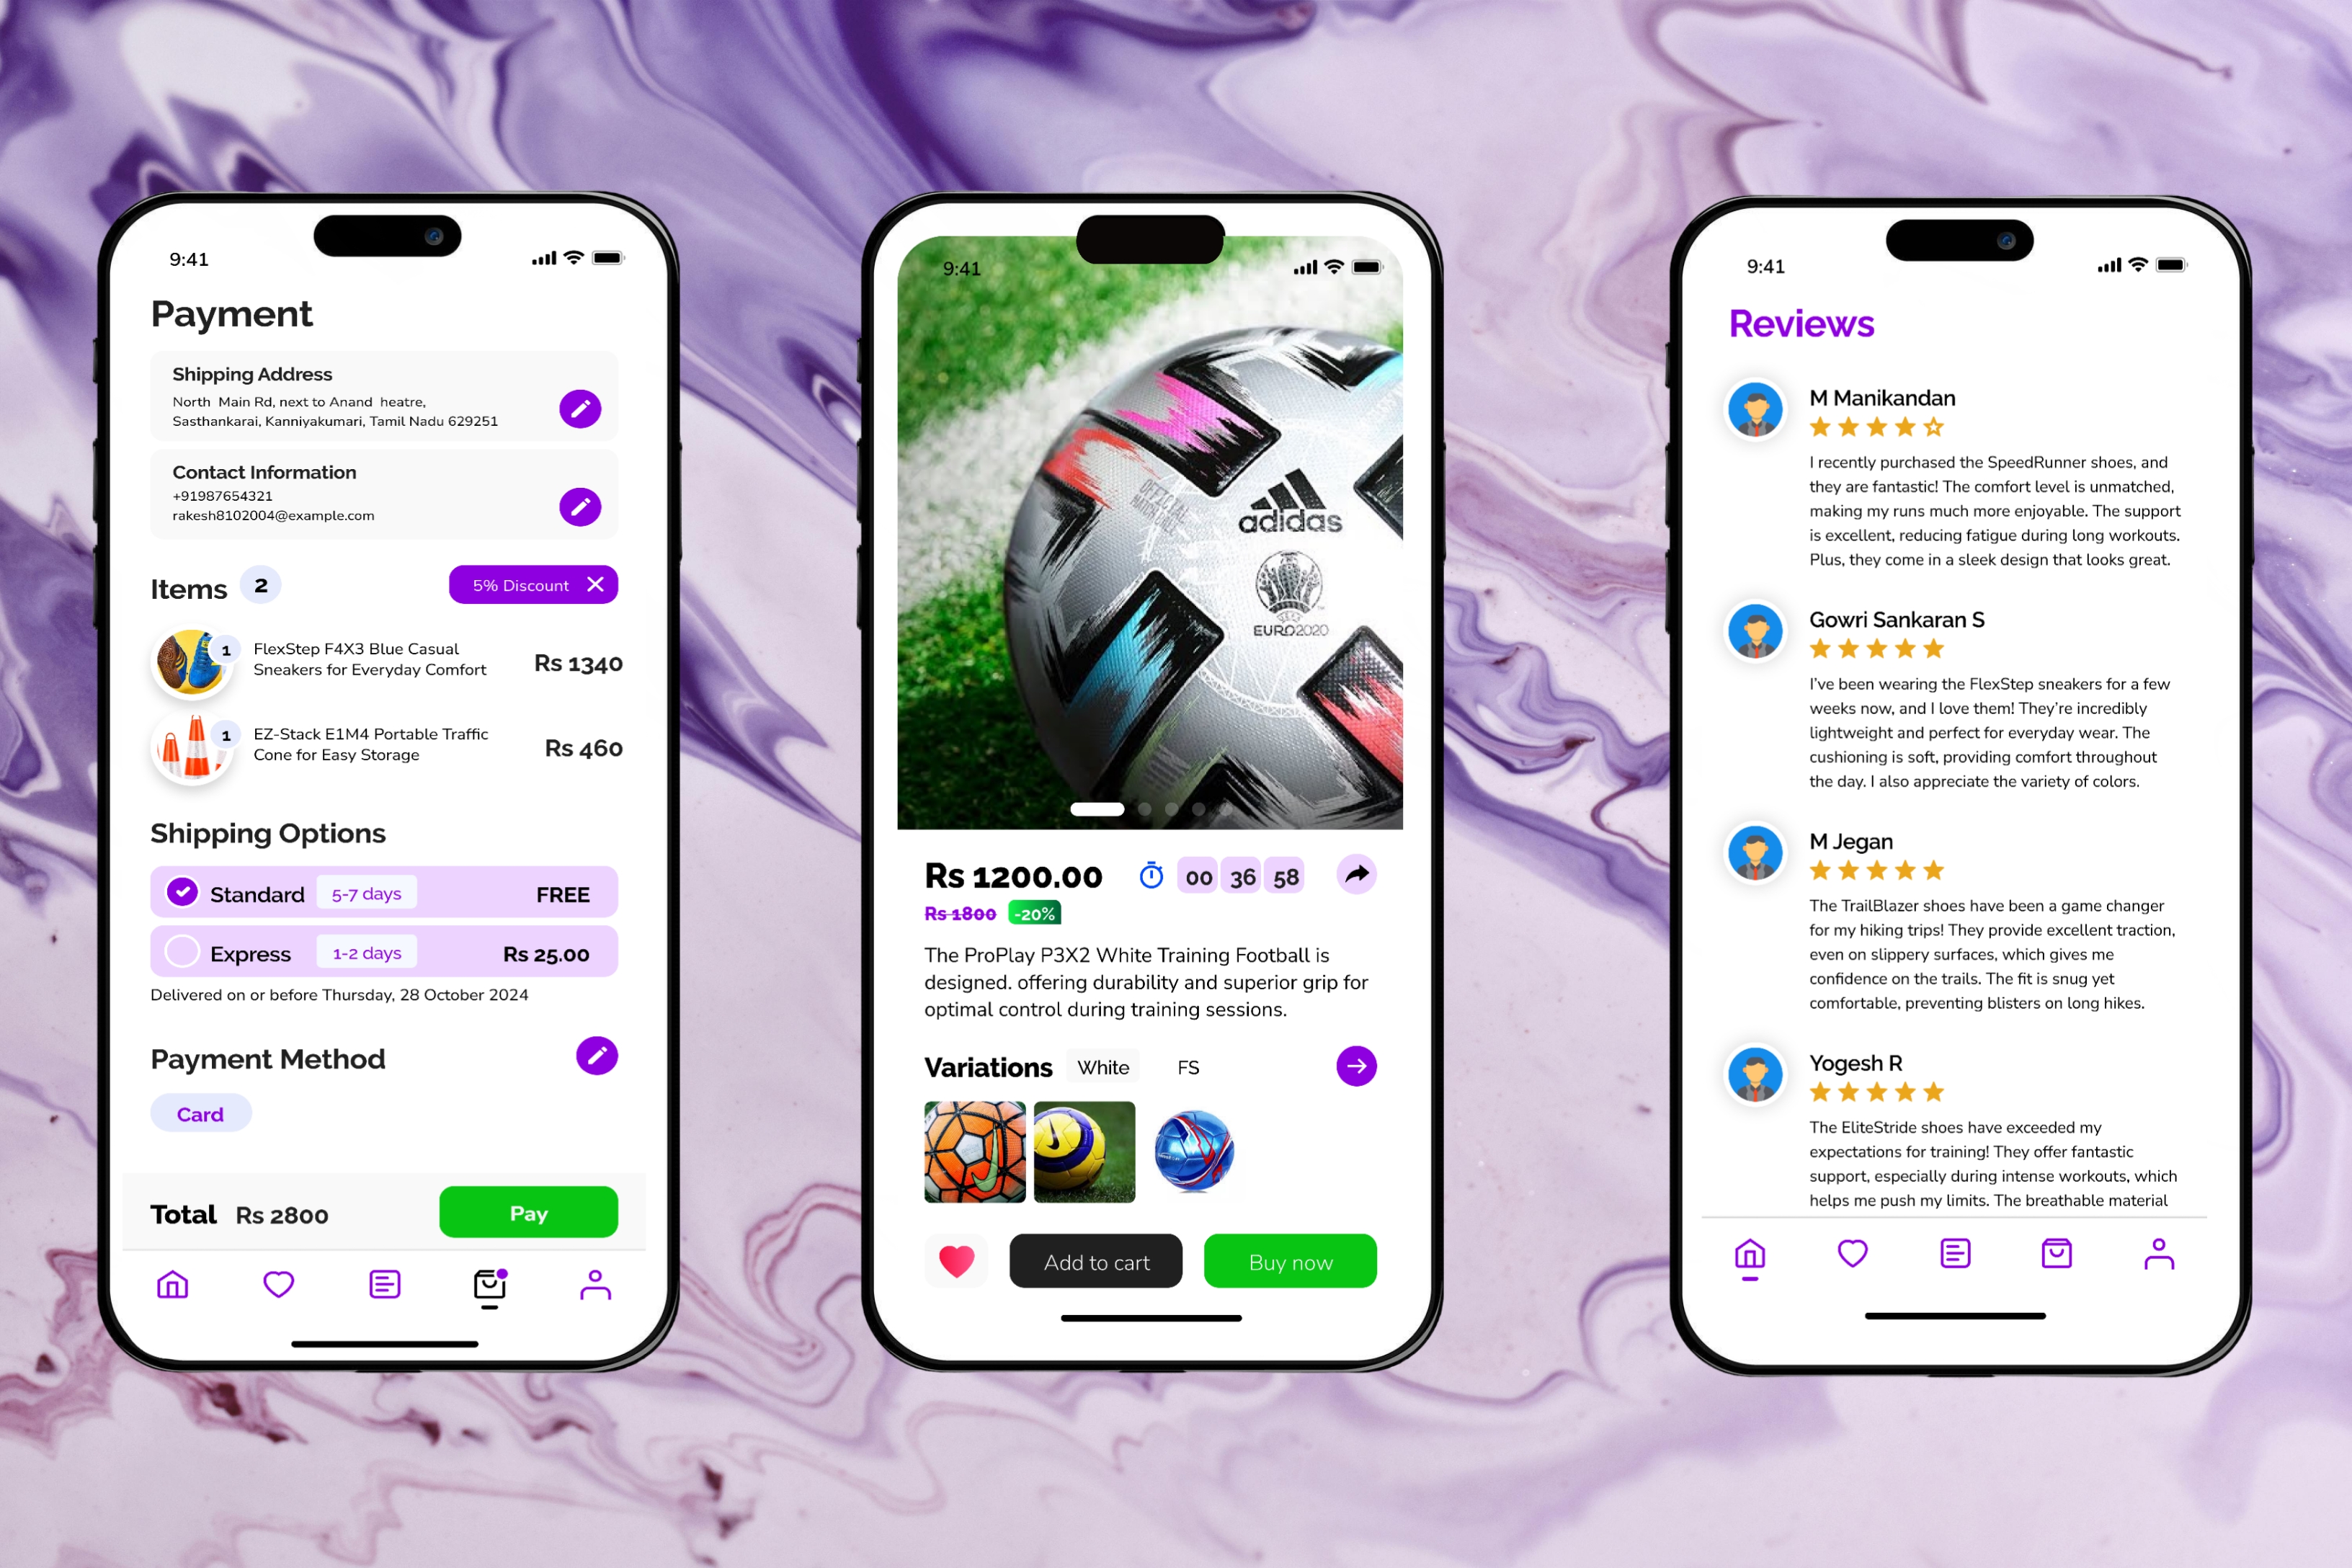 9:41
Payment
Shipping Address
North Main Rd, next to Anand heatre,
Sasthankarai, Kanniyakumari, Tamil Nadu 629251
Contact Information
+91987654321
rakesh8102004@example.com
Items 2
5% Discount
1
FlexStep F4X3 Blue Casual
Sneakers for Everyday Comfort
Rs 1340
1
EZ-Stack E1M4 Portable Traffic
Cone for Easy Storage
Rs 460
Shipping Options
Standard 5-7 days FREE
Express 1-2 days Rs 25.00
Delivered on or before Thursday, 28 October 2024
Payment Method
Card
Total Rs 2800 Pay
9:41
adidas
EURO2020
Rs 1200.00 00 36 58
Rs 1800 -20%
The ProPlay P3X2 White Training Football is
designed. offering durability and superior grip for
optimal control during training sessions.
Variations White FS
Add to cart Buy now
9:41
Reviews
M Manikandan
I recently purchased the SpeedRunner shoes, and
they are fantastic! The comfort level is unmatched,
making my runs much more enjoyable. The support
is excellent, reducing fatigue during long workouts.
Plus, they come in a sleek design that looks great.
Gowri Sankaran S
I've been wearing the FlexStep sneakers for a few
weeks now, and I love them! They're incredibly
lightweight and perfect for everyday wear. The
cushioning is soft, providing comfort throughout
the day. I also appreciate the variety of colors.
M Jegan
The TrailBlazer shoes have been a game changer
for my hiking trips! They provide excellent traction,
even on slippery surfaces, which gives me
confidence on the trails. The fit is snug yet
comfortable, preventing blisters on long hikes.
Yogesh R
The EliteStride shoes have exceeded my
expectations for training! They offer fantastic
support, especially during intense workouts, which
helps me push my limits. The breathable material